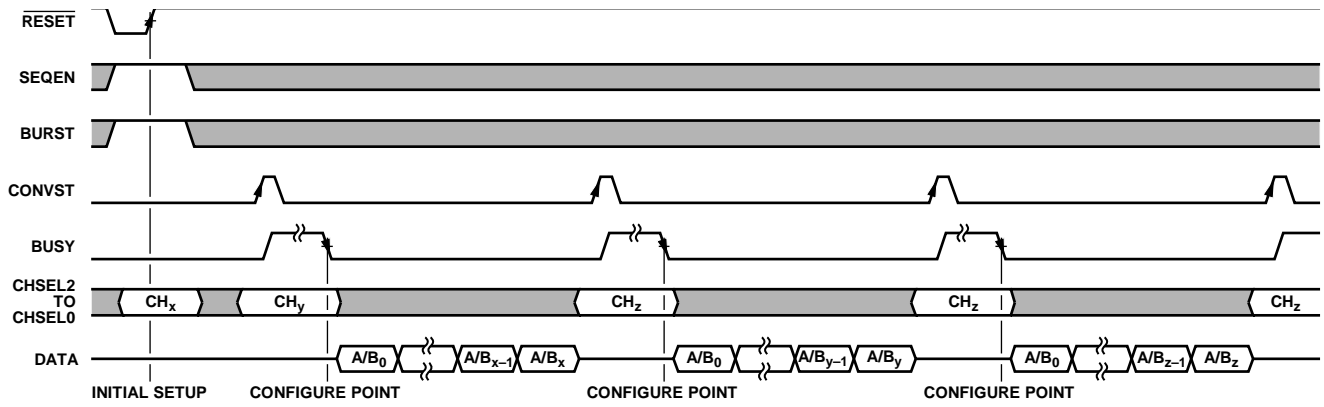 RESET
SEQEN
BURST
CONVST
BUSY
CHSEL2
TO
CHSEL0
CHx CHy CHz CHz CHz
DATA
A/B0 A/Bx–1 A/Bx A/B0 A/By–1 A/By A/B0 A/Bz–1 A/Bz
INITIAL SETUP CONFIGURE POINT CONFIGURE POINT CONFIGURE POINT